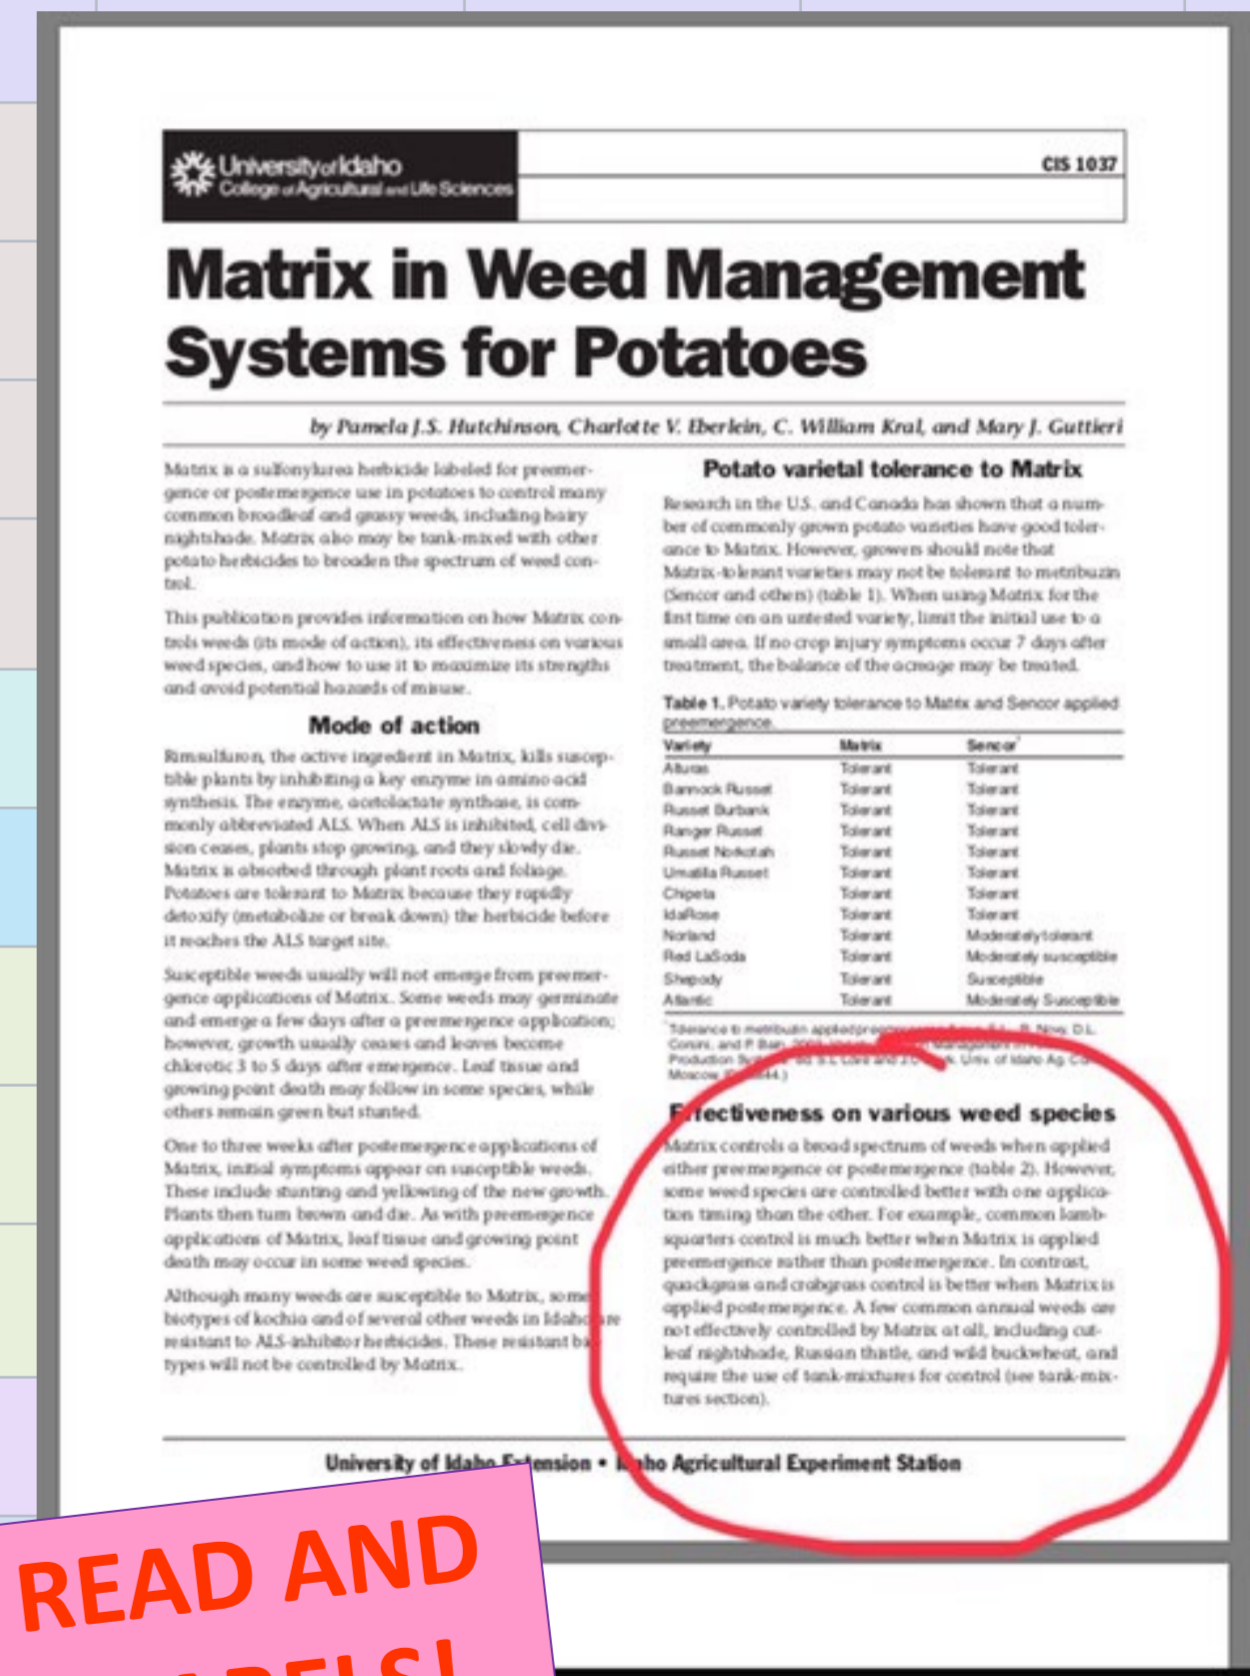 University of Idaho
College of Agricultural and Life Sciences
CIS 1037
Matrix in Weed Management
Systems for Potatoes
by Pamela J.S. Hutchinson, Charlotte V. Eberlein, C. William Kral, and Mary J. Guttieri
Matrix is a sulfonylurea herbicide labeled for preemer-
gence or postemergence use in potatoes to control many
common broadleaf and grassy weeds, including hairy
nightshade. Matrix also may be tank-mixed with other
potato herbicides to broaden the spectrum of weed con-
trol.
This publication provides information on how Matrix con-
trols weeds (its mode of action), its effectiveness on various
weed species, and how to use it to maximize its strengths
and avoid potential hazards of misuse.
Mode of action
Rimsulfuron, the active ingredient in Matrix, kills suscep-
tible plants by inhibiting a key enzyme in amino acid
synthesis. The enzyme, acetolactate synthase, is com-
monly abbreviated ALS. When ALS is inhibited, cell divi-
sion ceases, plants stop growing, and they slowly die.
Matrix is absorbed through plant roots and foliage.
Potatoes are tolerant to Matrix because they rapidly
detoxify (metabolize or break down) the herbicide before
it reaches the ALS target site.
Susceptible weeds usually will not emerge from preemer-
gence applications of Matrix. Some weeds may germinate
and emerge a few days after a preemergence application;
however, growth usually ceases and leaves become
chlorotic 3 to 5 days after emergence. Leaf tissue and
growing point death may follow in some species, while
others remain green but stunted.
One to three weeks after postemergence applications of
Matrix, initial symptoms appear on susceptible weeds.
These include stunting and yellowing of the new growth.
Plants then turn brown and die. As with preemergence
applications of Matrix, leaf tissue and growing point
death may occur in some weed species.
Although many weeds are susceptible to Matrix, some
biotypes of kochia and of several other weeds in Idaho are
resistant to ALS-inhibitor herbicides. These resistant
types will not be controlled by Matrix.
Potato varietal tolerance to Matrix
Research in the U.S. and Canada has shown that a num-
ber of commonly grown potato varieties have good toler-
ance to Matrix. However, growers should note that
Matrix-tolerant varieties may not be tolerant to metribuzin
(Sencor and others) (table 1). When using Matrix for the
first time on an untested variety, limit the initial use to a
small area. If no crop injury symptoms occur 7 days after
treatment, the balance of the acreage may be treated.
Table 1. Potato variety tolerance to Matrix and Sencor applied
preemergence.
Variety Matrix Sencor*
Alturas Tolerant Tolerant
Bannock Russet Tolerant Tolerant
Russet Burbank Tolerant Tolerant
Ranger Russet Tolerant Tolerant
Russet Norkotah Tolerant Tolerant
Umatilla Russet Tolerant Tolerant
Chipeta Tolerant Tolerant
IdaRose Tolerant Tolerant
Norland Tolerant Moderately tolerant
Red LaSoda Tolerant Moderately susceptible
Shepody Tolerant Susceptible
Atlantic Tolerant Moderately Susceptible
*Tolerance to metribuzin applied R. Novy, D.L.
Corsini, and P. Bain. Management in
Production S.L. Love and Univ. of Idaho Ag.
Moscow,
Effectiveness on various weed species
Matrix controls a broad spectrum of weeds when applied
either preemergence or postemergence (table 2). However,
some weed species are controlled better with one applica-
tion timing than the other. For example, common lamb-
squarters control is much better when Matrix is applied
preemergence rather than postemergence. In contrast,
quackgrass and crabgrass control is better when Matrix is
applied postemergence. A few common annual weeds are
not effectively controlled by Matrix at all, including cut-
leaf nightshade, Russian thistle, and wild buckwheat, and
require the use of tank-mixtures for control (see tank-mix-
tures section).
University of Idaho Extension • Idaho Agricultural Experiment Station
READ AND